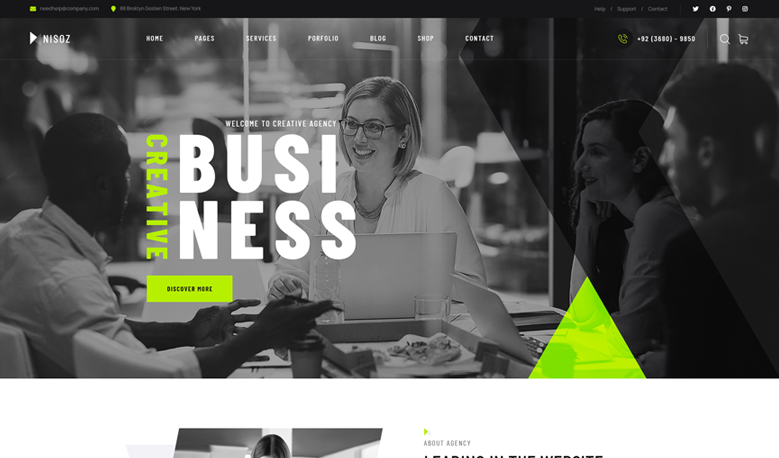 needhelp@company.com 88 Broklyn Golden Street. New York Help / Support / Contact
NISOZ HOME PAGES SERVICES PORFOLIO BLOG SHOP CONTACT +92 (3680) - 9850
WELCOME TO CREATIVE AGENCY
CREATIVE
BUSI
NESS
DISCOVER MORE
ABOUT AGENCY
LEADING IN THE WEBSITE